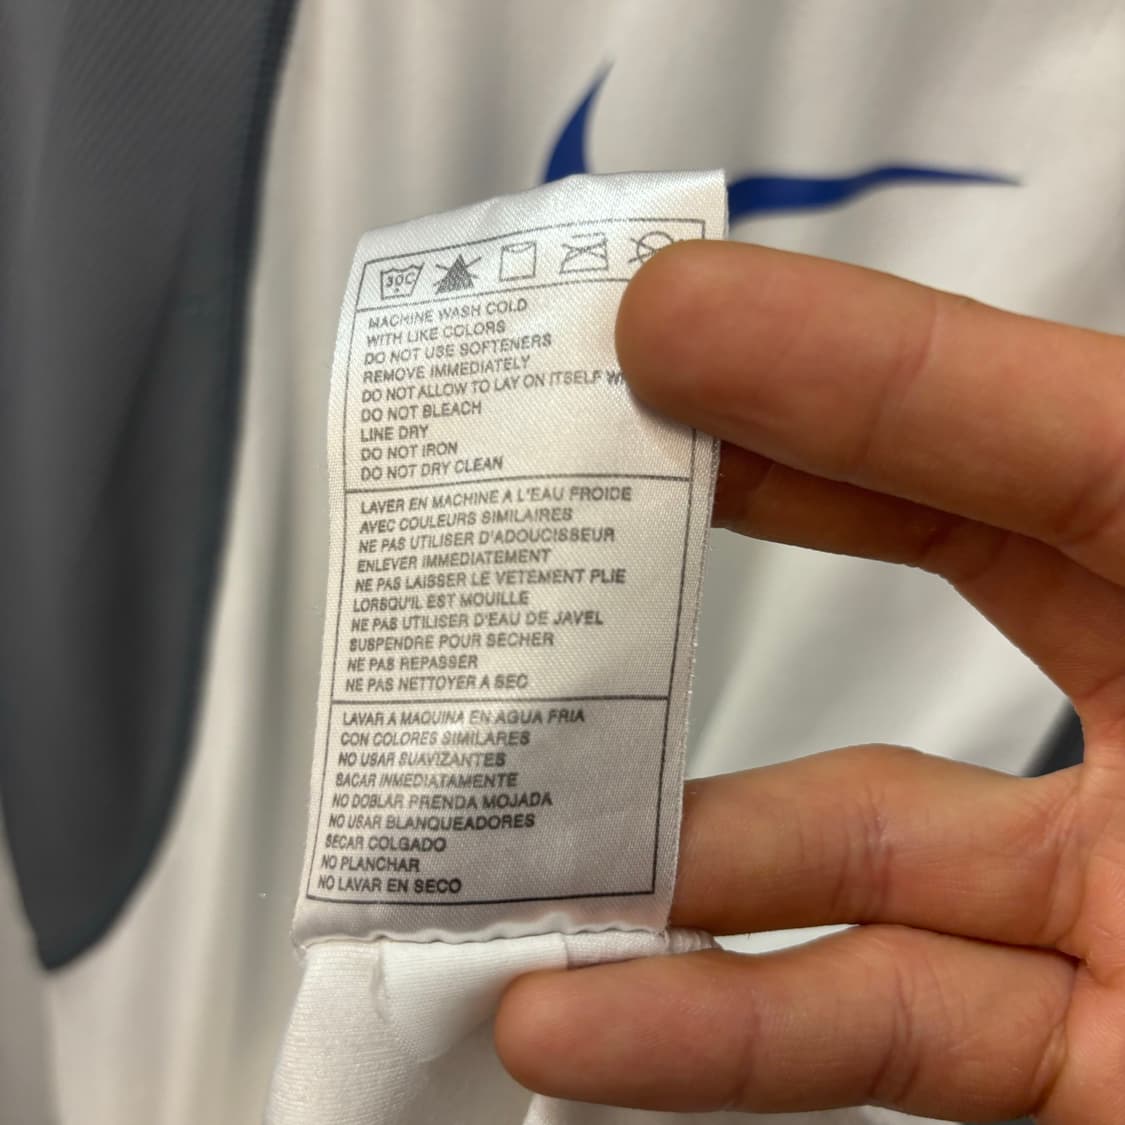 30C
MACHINE WASH COLD
WITH LIKE COLORS
DO NOT USE SOFTENERS
REMOVE IMMEDIATELY
DO NOT ALLOW TO LAY ON ITSELF
DO NOT BLEACH
LINE DRY
DO NOT IRON
DO NOT DRY CLEAN
LAVER EN MACHINE A L'EAU FROIDE
AVEC COULEURS SIMILAIRES
NE PAS UTILISER D'ADOUCISSEUR
ENLEVER IMMEDIATEMENT
NE PAS LAISSER LE VETEMENT PLIE
LORSQU'IL EST MOUILLE
NE PAS UTILISER D'EAU DE JAVEL
SUSPENDRE POUR SECHER
NE PAS REPASSER
NE PAS NETTOYER A SEC
LAVAR A MAQUINA EN AGUA FRIA
CON COLORES SIMILARES
NO USAR SUAVIZANTES
SACAR INMEDIATAMENTE
NO DOBLAR PRENDA MOJADA
NO USAR BLANQUEADORES
SECAR COLGADO
NO PLANCHAR
NO LAVAR EN SECO